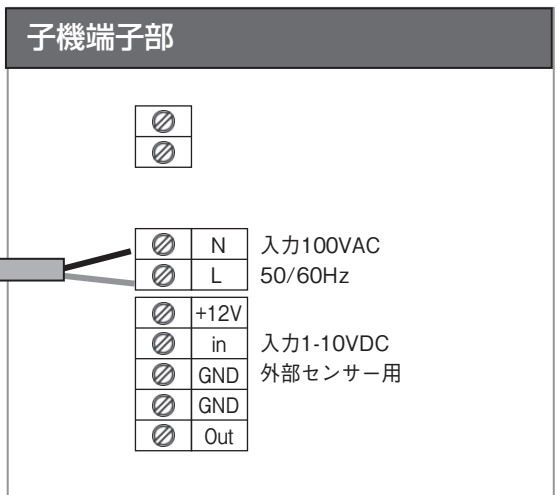 子機端子部
N 入力100VAC
L 50/60Hz
+12V
in 入力1-10VDC
GND 外部センサー用
GND
Out